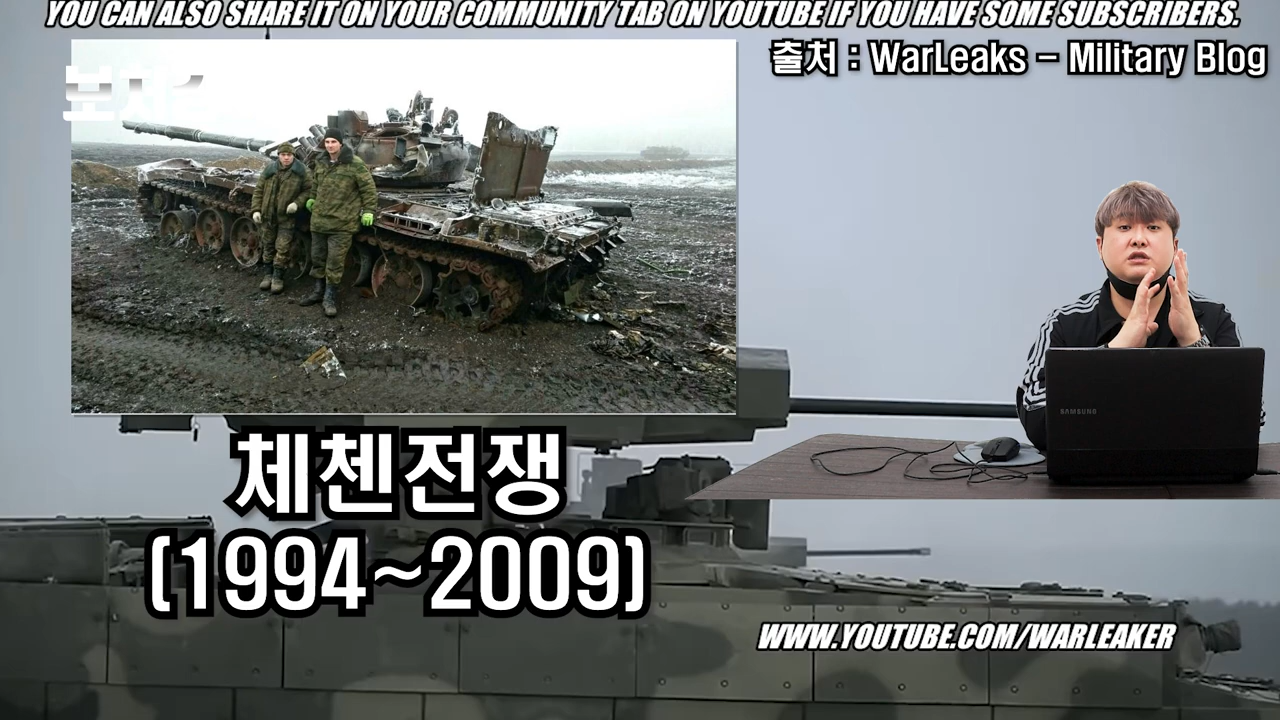 YOU CAN ALSO SHARE IT ON YOUR COMMUNITY TAB ON YOUTUBE IF YOU HAVE SOME SUBSCRIBERS.
출처 : WarLeaks - Military Blog
SAMSUNG
체첸전쟁
(1994~2009)
WWW.YOUTUBE.COM/WARLEAKER